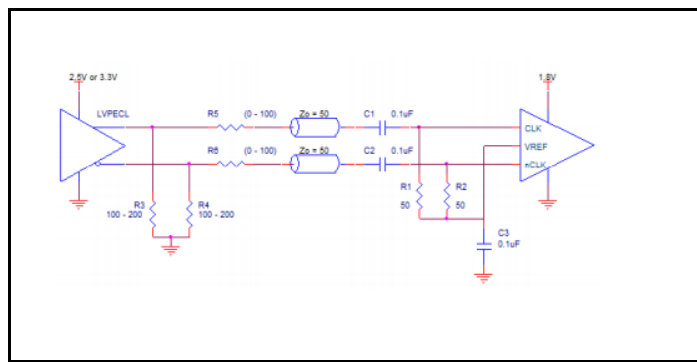 2.5V or 3.3V
1.8V
LVPECL
R5
(0 - 100)
Zo = 50
C1
0.1uF
CLK
VREF
R6
(0 - 100)
Zo = 50
C2
0.1uF
nCLK
R3
100 - 200
R4
100 - 200
R1
50
R2
50
C3
0.1uF